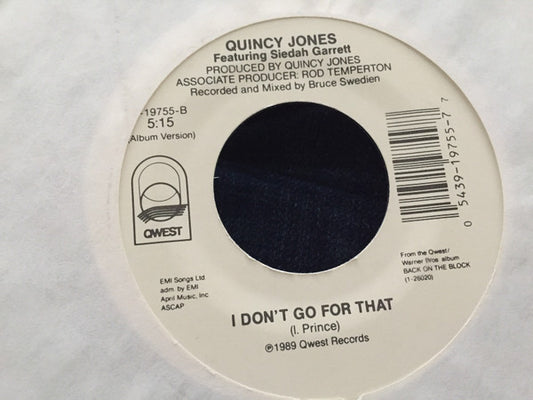 QUINCY JONES
Featuring Siedah Garrett
PRODUCED BY QUINCY JONES
ASSOCIATE PRODUCER: ROD TEMPERTON
Recorded and Mixed by Bruce Swedien
-19755-B
5:15
Album Version)
QWEST
EMI Songs Ltd
adm. by EMI
April Music, Inc
ASCAP
0 5439-19755-7 7
From the Qwest/
Warner Bros album
BACK ON THE BLOCK
(1-26020)
I DON'T GO FOR THAT
(I. Prince)
℗1989 Qwest Records